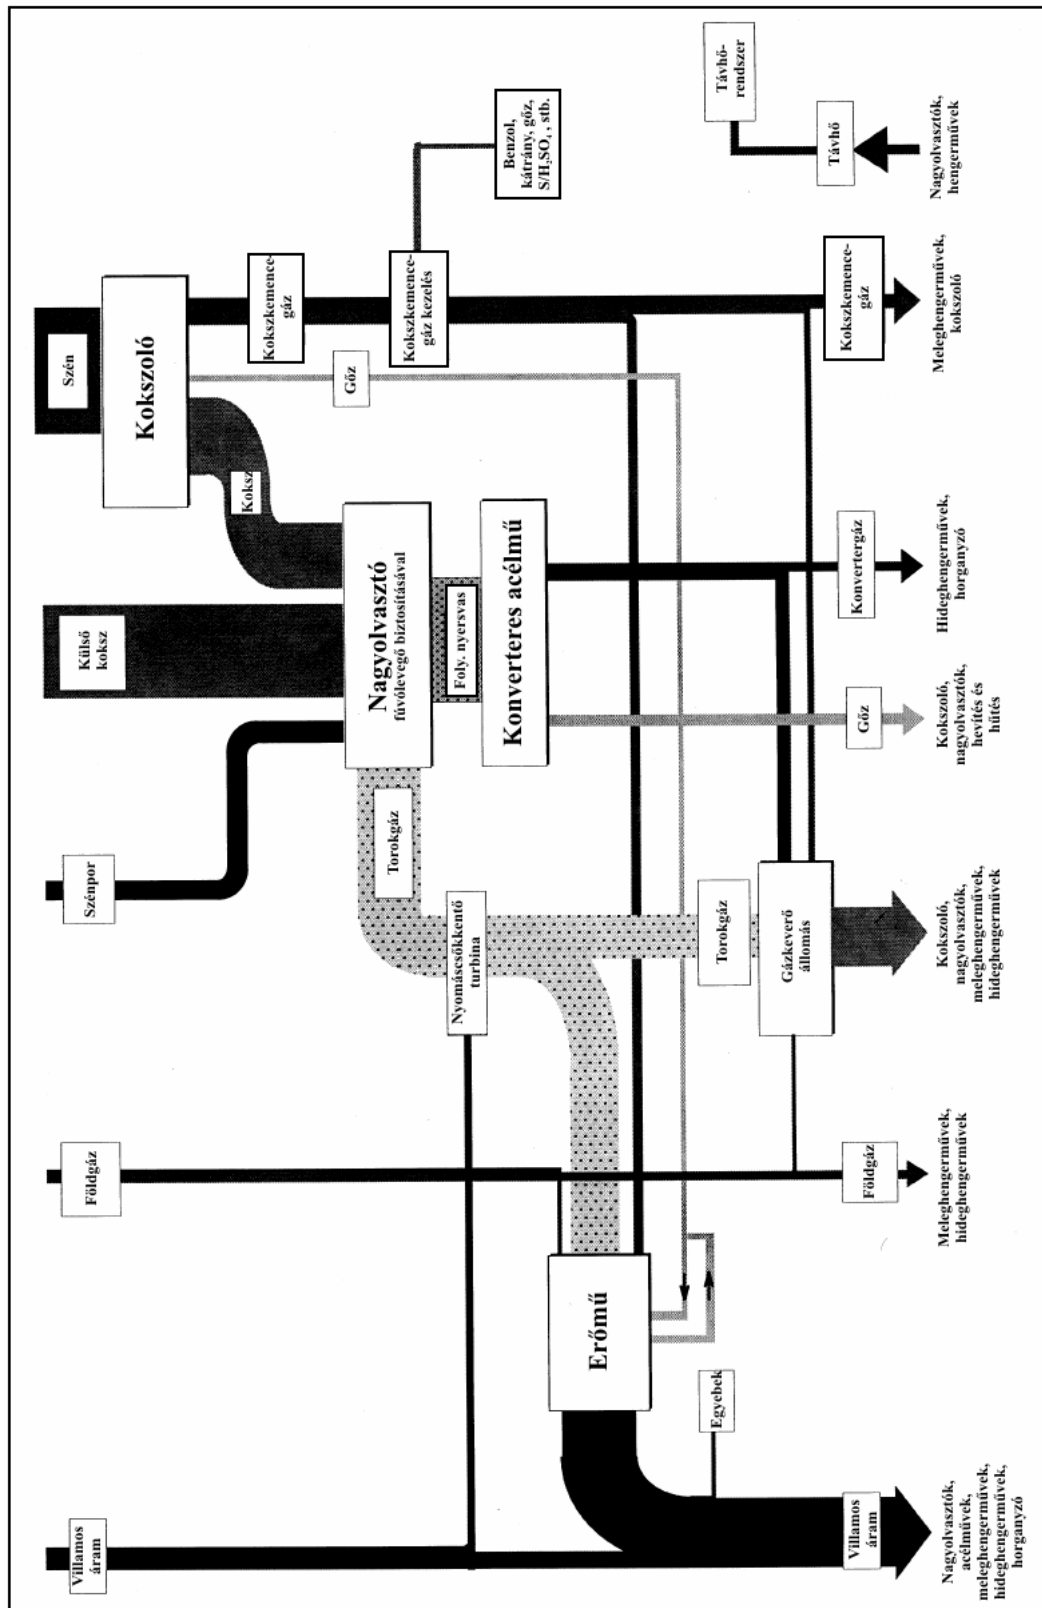 Villamos
áram
Földgáz
Szénpor
Külső
koksz
Szén
Kokszoló
Koksz
Kokszkemence-
gáz
Kokszkemence-
gáz kezelés
Benzol,
kátrány, gőz,
S/H₂SO₄ , stb.
Gőz
Nagyolvasztó
fúvólevegő biztosításával
Foly. nyersvas
Konverteres acélmű
Torokgáz
Nyomáscsökkentő
turbina
Erőmű
Egyebek
Torokgáz
Gázkeverő
állomás
Távhő-
rendszer
Távhő
Villamos
áram
Földgáz
Gőz
Konvertergáz
Kokszkemence-
gáz
Nagyolvasztók,
acélművek,
meleghengerművek,
hideghengerművek,
horganyzó
Meleghengerművek,
hideghengerművek
Kokszoló,
nagyolvasztók,
meleghengerművek,
hideghengerművek
Kokszoló,
nagyolvasztók,
hevítés és
hűtés
Hideghengerművek,
horganyzó
Meleghengerművek,
kokszoló
Nagyolvasztók,
hengerművek